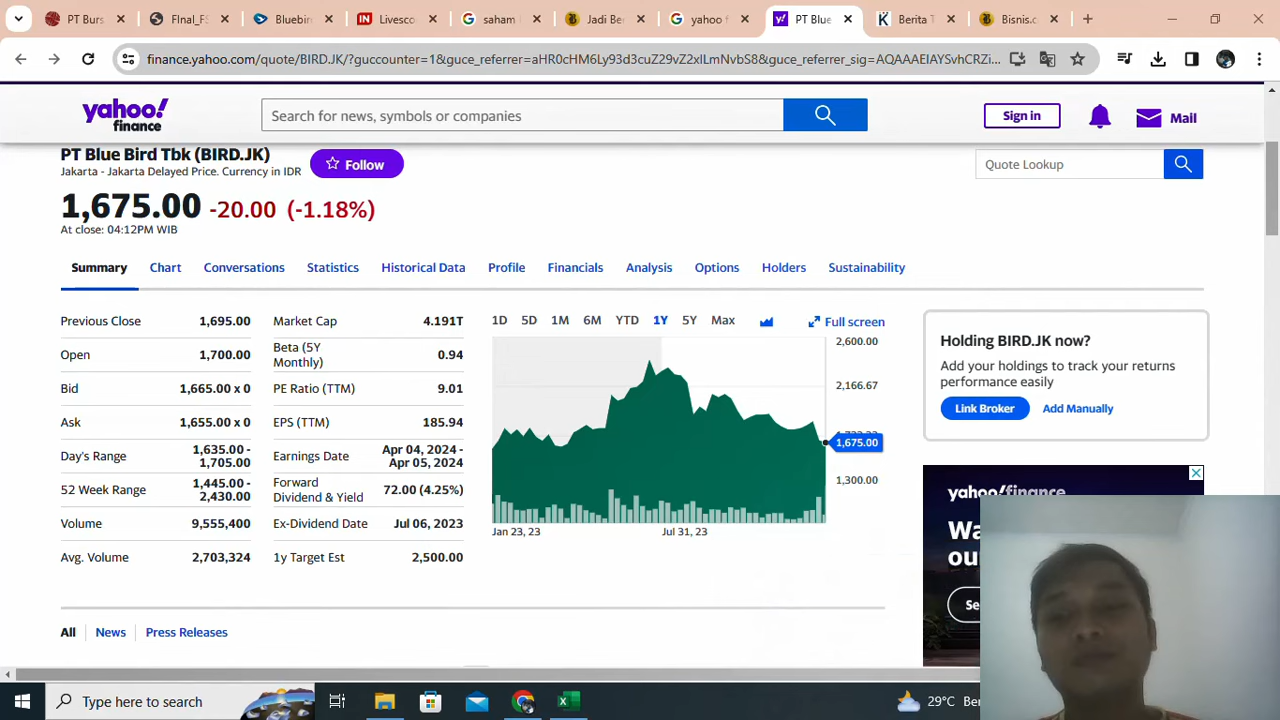 PT Burs
FInal_FS
Bluebir
Livesco
saham
Jadi Be
yahoo f
PT Blue
Berita T
Bisnis.c
finance.yahoo.com/quote/BIRD.JK/?guccounter=1&guce_referrer=aHR0cHM6Ly93d3cuZ29vZ2xlLmNvbS8&guce_referrer_sig=AQAAAEIAYSvhCRZi...
yahoo!
finance
Search for news, symbols or companies
Sign in
Mail
PT Blue Bird Tbk (BIRD.JK)
Jakarta - Jakarta Delayed Price. Currency in IDR
Follow
Quote Lookup
1,675.00 -20.00 (-1.18%)
At close: 04:12PM WIB
Summary Chart Conversations Statistics Historical Data Profile Financials Analysis Options Holders Sustainability
Previous Close 1,695.00
Open 1,700.00
Bid 1,665.00 x 0
Ask 1,655.00 x 0
Day's Range 1,635.00 -
1,705.00
52 Week Range 1,445.00 -
2,430.00
Volume 9,555,400
Avg. Volume 2,703,324
Market Cap 4.191T
Beta (5Y
Monthly) 0.94
PE Ratio (TTM) 9.01
EPS (TTM) 185.94
Earnings Date Apr 04, 2024 -
Apr 05, 2024
Forward
Dividend & Yield 72.00 (4.25%)
Ex-Dividend Date Jul 06, 2023
1y Target Est 2,500.00
1D 5D 1M 6M YTD 1Y 5Y Max
Full screen
2,600.00
2,166.67
1,675.00
1,300.00
Jan 23, 23
Jul 31, 23
Holding BIRD.JK now?
Add your holdings to track your returns
performance easily
Link Broker
Add Manually
yahoo!finance
All
News
Press Releases
Type here to search
29°C